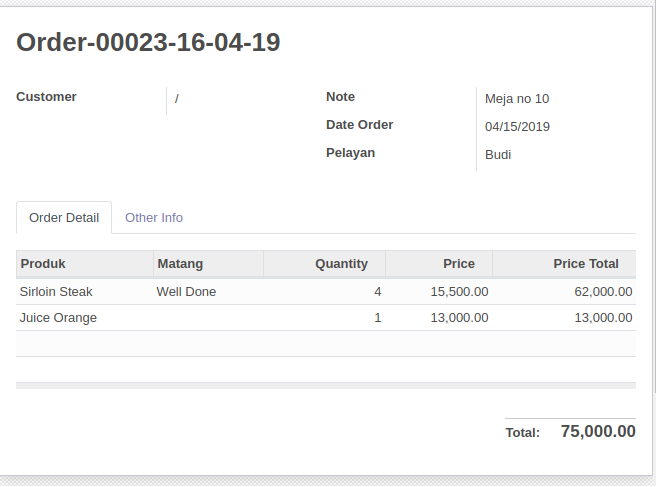 Order-00023-16-04-19
Customer / Note Meja no 10
Date Order 04/15/2019
Pelayan Budi
Order Detail Other Info
Produk Matang Quantity Price Price Total
Sirloin Steak Well Done 4 15,500.00 62,000.00
Juice Orange 1 13,000.00 13,000.00
Total: 75,000.00